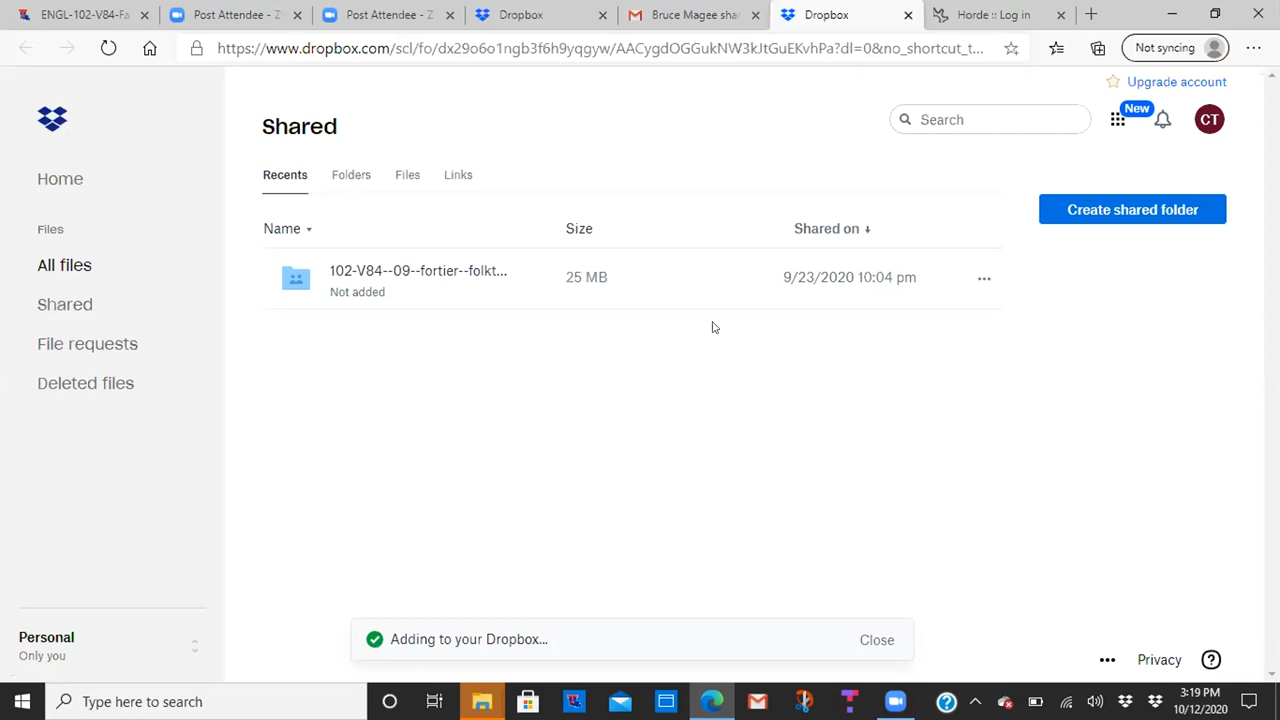 ENGL-102-V84-Fa
Post Attendee - Z
Post Attendee - Z
Dropbox
Bruce Magee sha
Dropbox
Horde :: Log in
https://www.dropbox.com/scl/fo/dx29o6o1ngb3f6h9yqgyw/AACygdOGGukNW3kJtGuEKvhPa?dl=0&no_shortcut_t...
Not syncing
Upgrade account
Shared
Search
New
CT
Home
Recents
Folders
Files
Links
Create shared folder
Files
Name
Size
Shared on
All files
102-V84--09--fortier--folkt...
25 MB
9/23/2020 10:04 pm
Not added
Shared
File requests
Deleted files
Personal
Only you
Adding to your Dropbox...
Close
Privacy
Type here to search
3:19 PM
10/12/2020